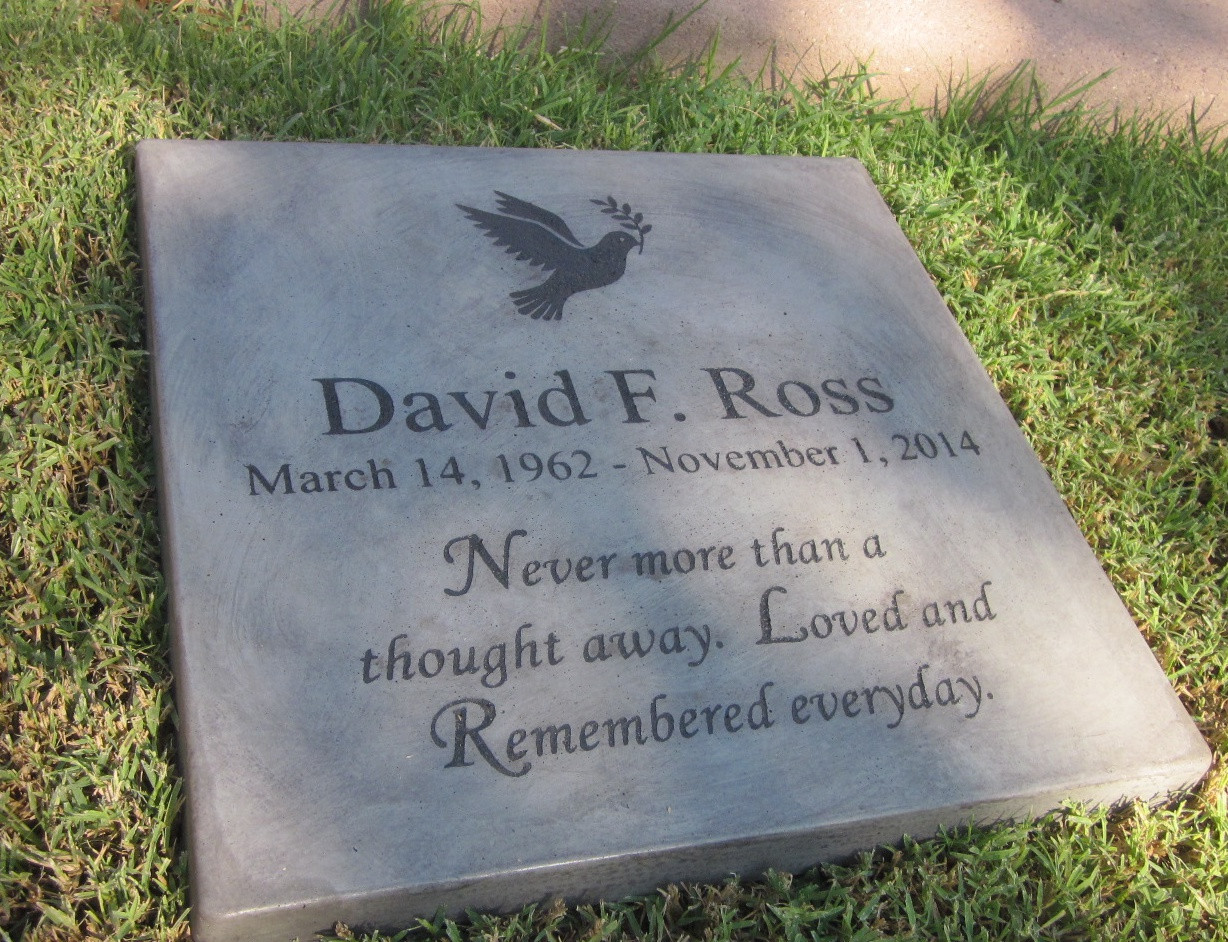 David F. Ross
March 14, 1962 - November 1, 2014
Never more than a
thought away. Loved and
Remembered everyday.